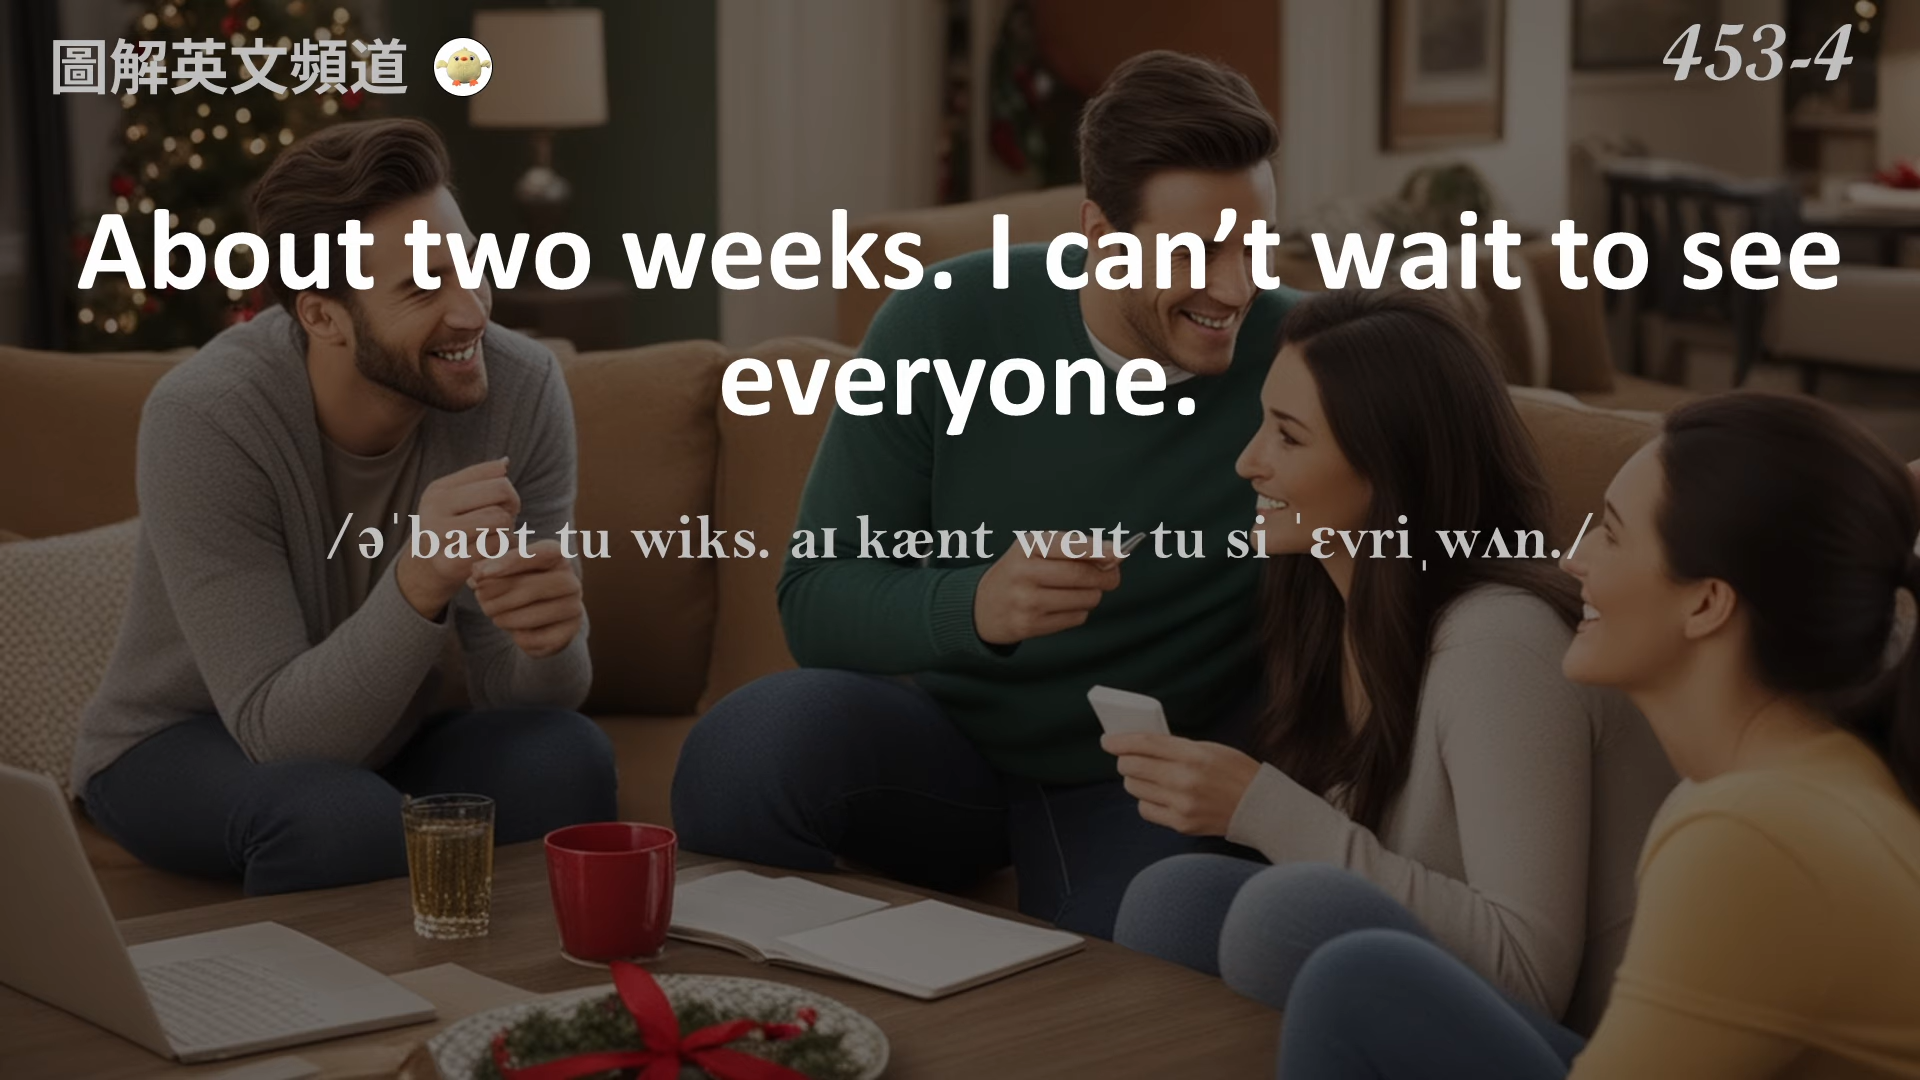 圖解英文頻道
453-4
About two weeks. I can’t wait to see
everyone.
/əˈbaʊt tu wiks. aɪ kænt weɪt tu si ˈɛvriˌwʌn./